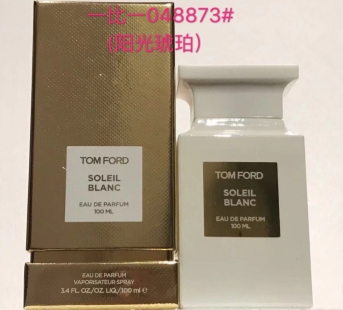 一比一048873#
(阳光琥珀)
TOM FORD
SOLEIL
BLANC
EAU DE PARFUM
100 ML
EAU DE PARFUM
VAPORISATEUR SPRAY
3.4 FL.OZ./OZ. LIQ./100 ml ℮
TOM FORD
SOLEIL
BLANC
EAU DE PARFUM
100 ML